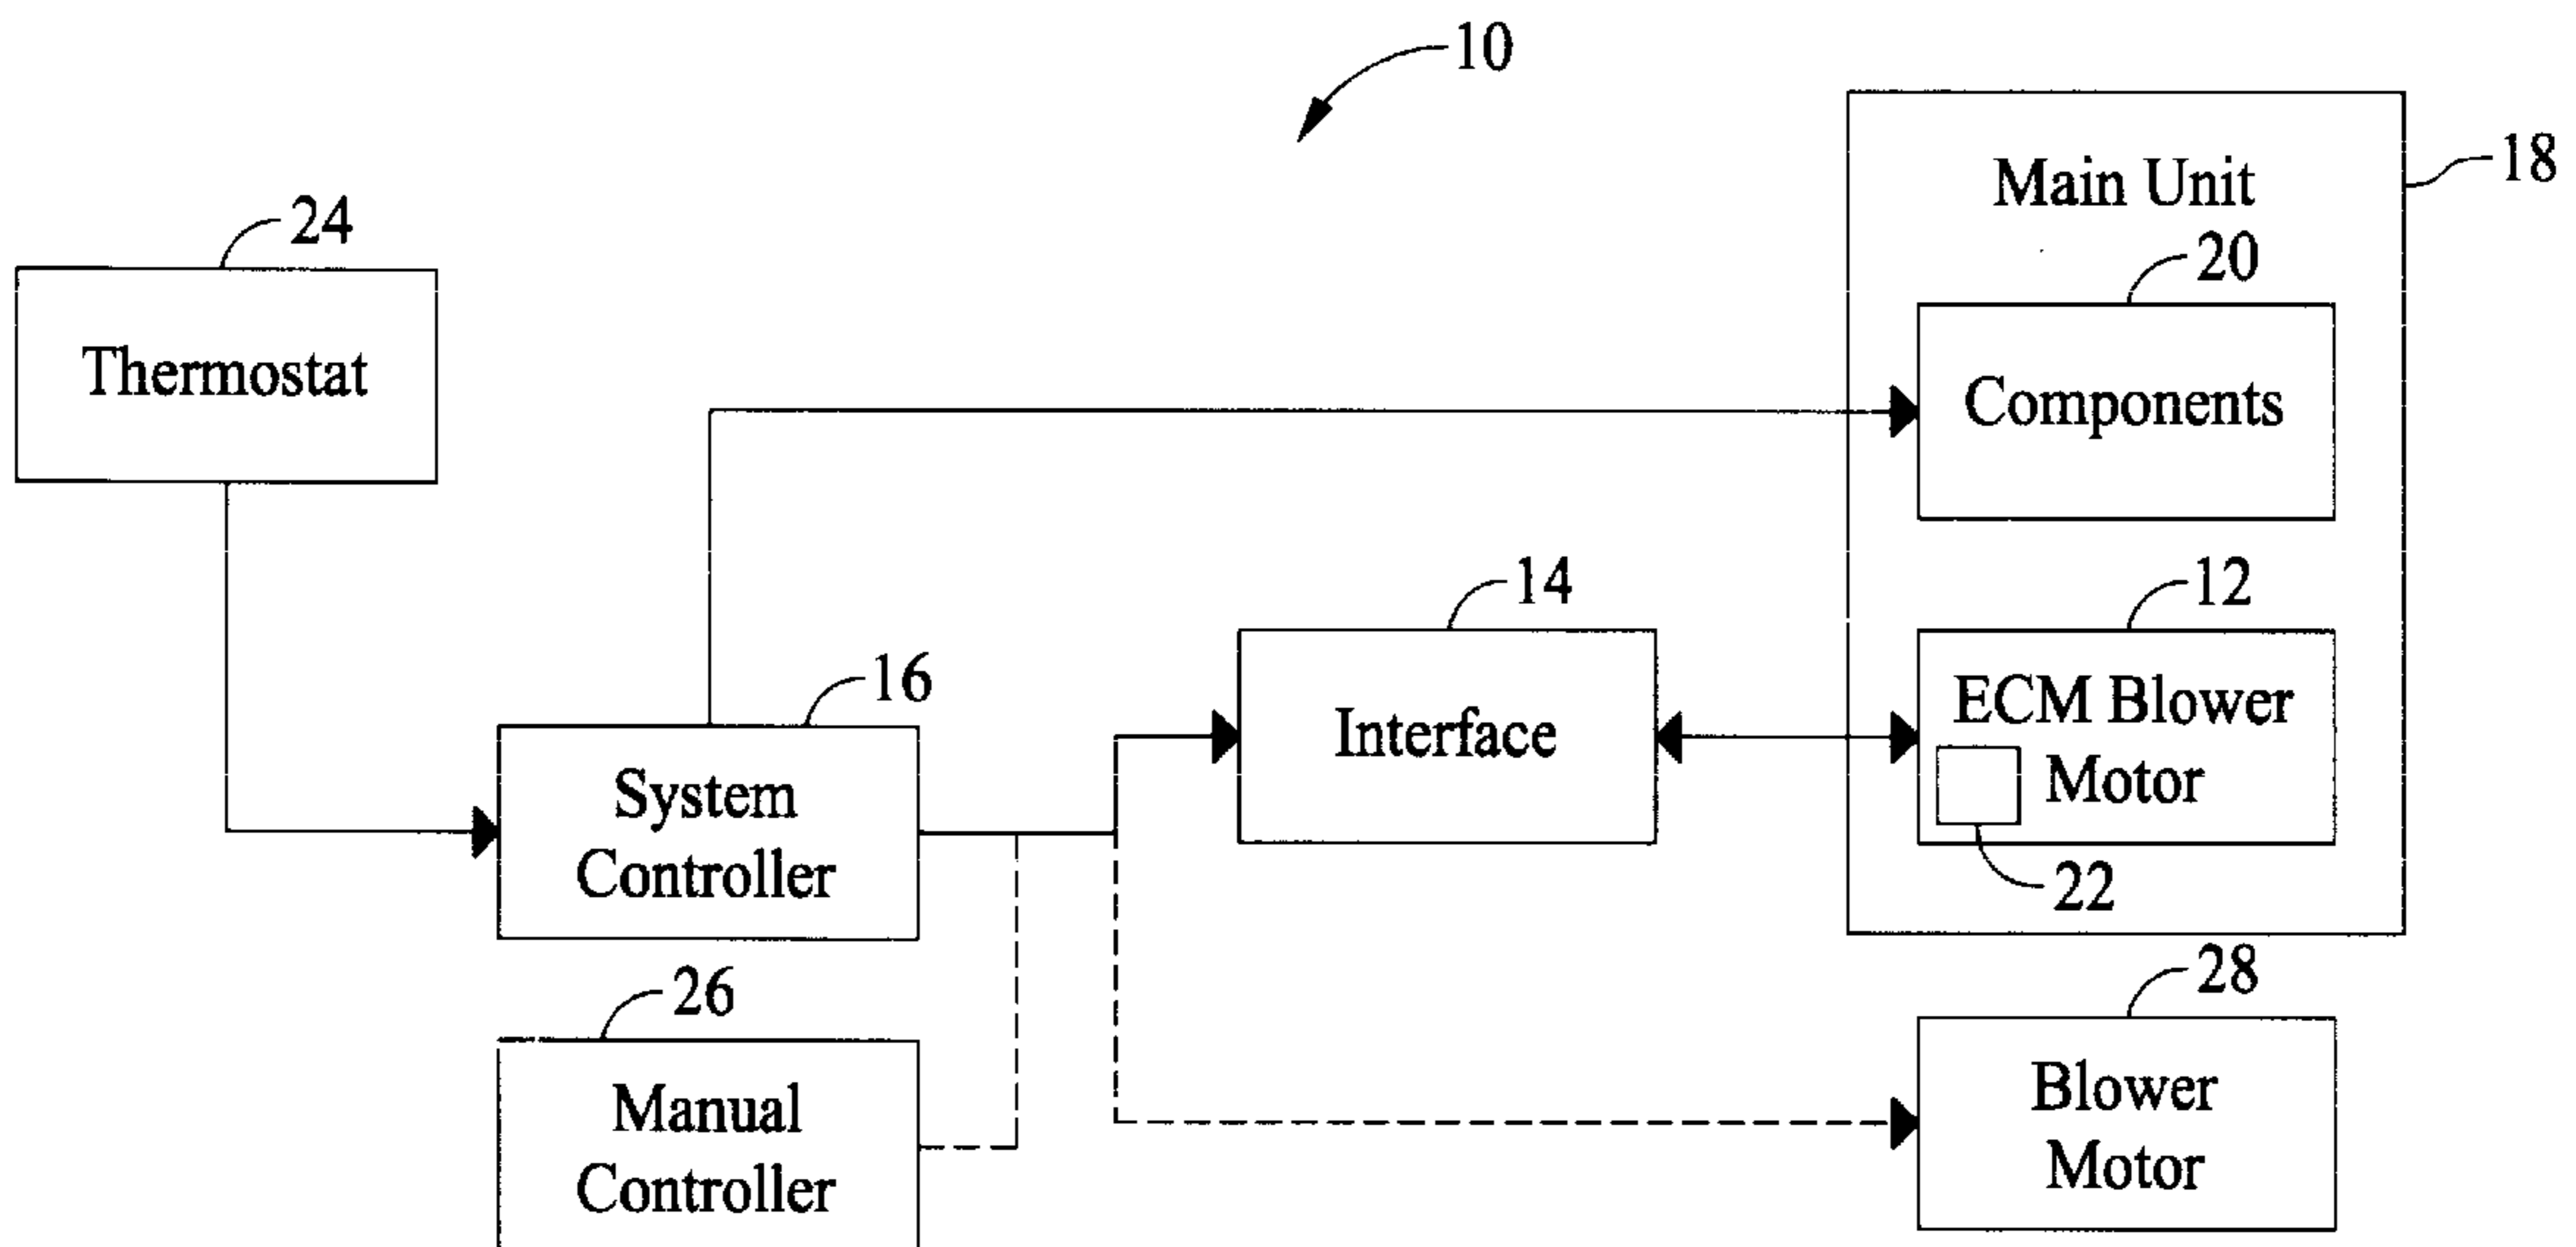 10
18
Main Unit
24
20
Thermostat
Components
14
12
16
Interface
ECM Blower
Motor
System
Controller
22
26
28
Manual
Controller
Blower
Motor